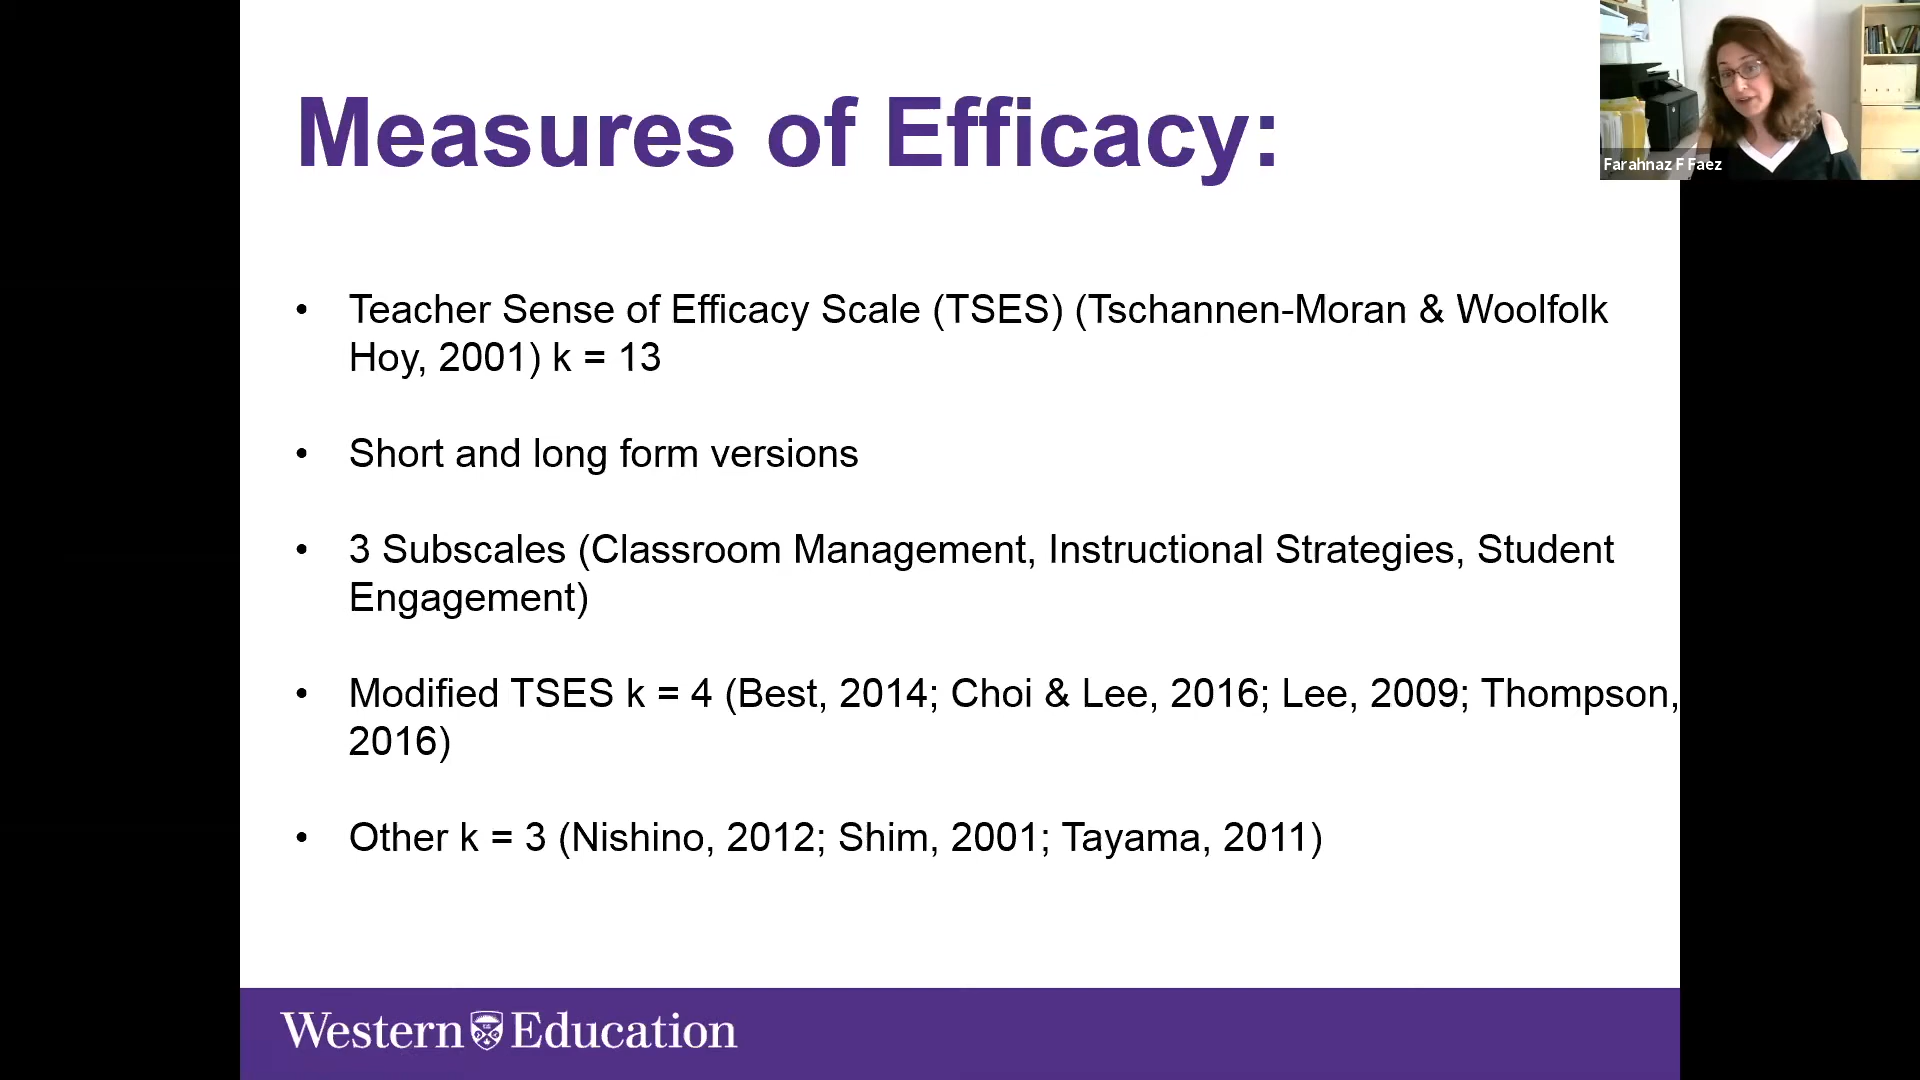 Measures of Efficacy:
Farahnaz F Faez
• Teacher Sense of Efficacy Scale (TSES) (Tschannen-Moran & Woolfolk
Hoy, 2001) k = 13
• Short and long form versions
• 3 Subscales (Classroom Management, Instructional Strategies, Student
Engagement)
• Modified TSES k = 4 (Best, 2014; Choi & Lee, 2016; Lee, 2009; Thompson,
2016)
• Other k = 3 (Nishino, 2012; Shim, 2001; Tayama, 2011)
Western Education